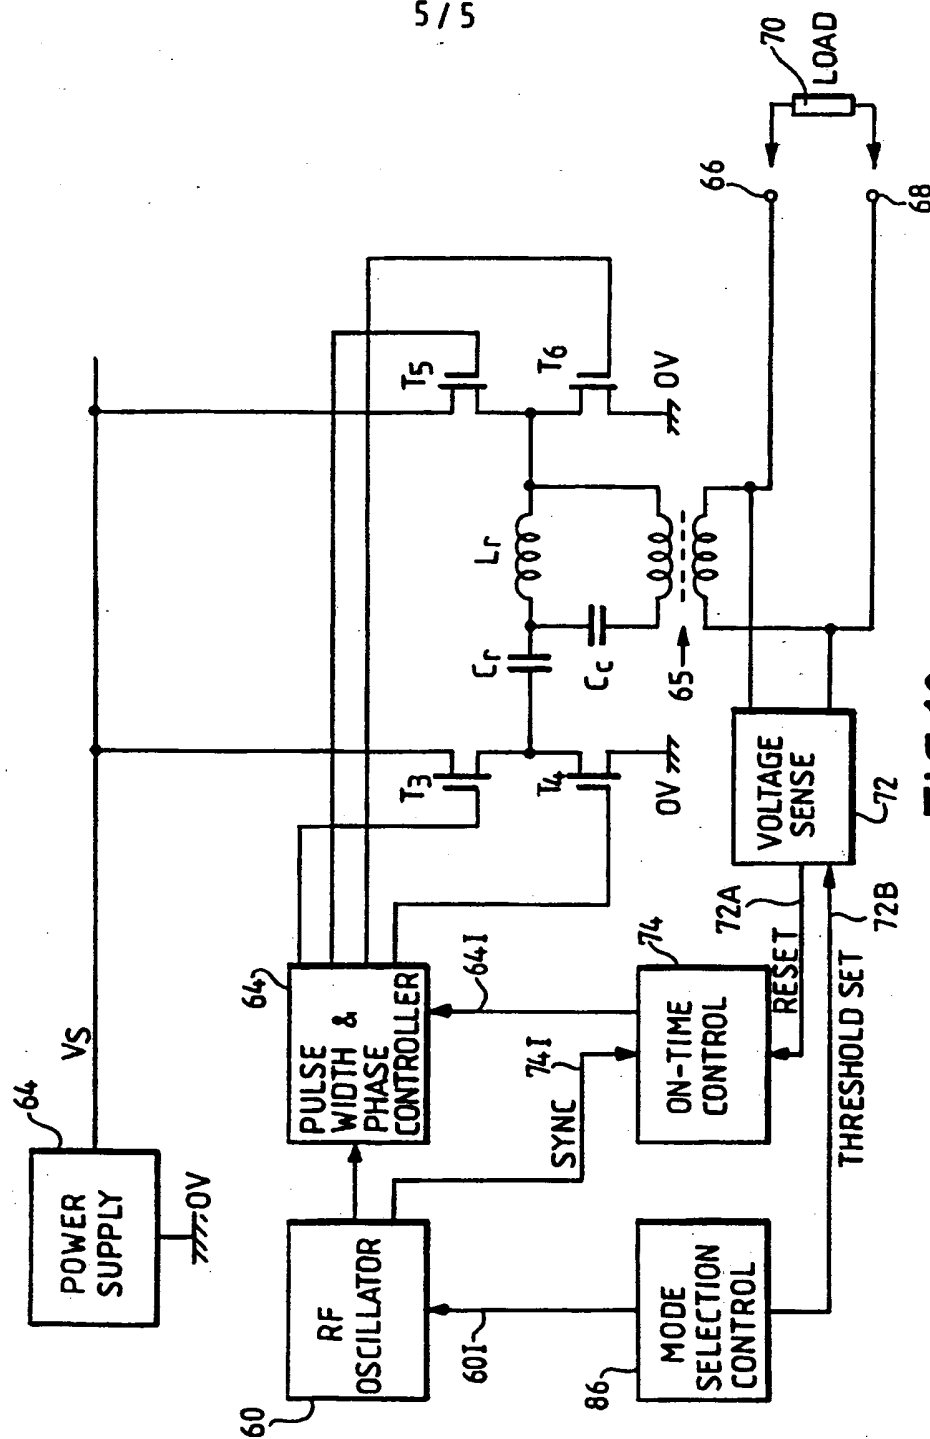 5/5
POWER
SUPPLY
64
VS
0V
RF
OSCILLATOR
60
60I
PULSE
WIDTH &
PHASE
CONTROLLER
64
64I
SYNC
74I
MODE
SELECTION
CONTROL
86
ON-TIME
CONTROL
74
RESET
72A
THRESHOLD SET
72B
VOLTAGE
SENSE
72
T3
T4
0V
Cr
Lr
Cc
65
T5
T6
0V
66
68
70
LOAD